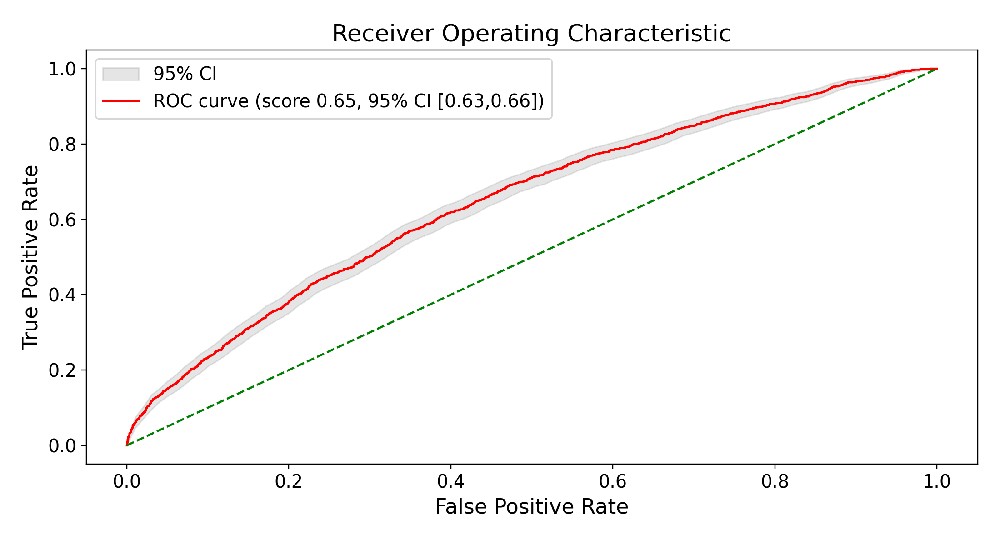 Receiver Operating Characteristic
95% CI
ROC curve (score 0.65, 95% CI [0.63,0.66])
1.0
0.8
0.6
0.4
0.2
0.0
True Positive Rate
0.0 0.2 0.4 0.6 0.8 1.0
False Positive Rate